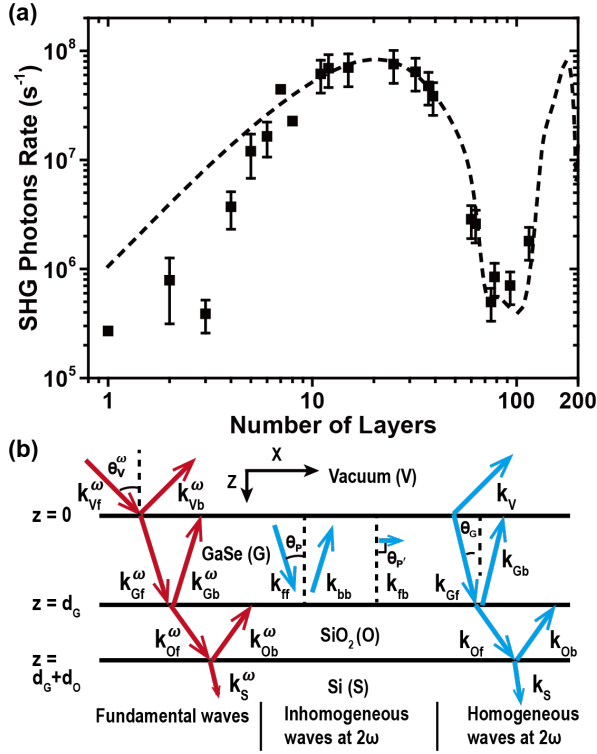 (a)
SHG Photons Rate (s⁻¹)
10⁸
10⁷
10⁶
10⁵
1 10 100 200
Number of Layers
(b)
θ_V^ω
k_Vf^ω k_Vb^ω
X
Z
Vacuum (V)
k_V
z = 0
GaSe (G)
k_Gf^ω k_Gb^ω
θ_P
k_ff k_bb
θ_P'
k_fb
θ_G
k_Gf k_Gb
z = d_G
k_Of^ω k_Ob^ω
SiO₂ (O)
k_Of k_Ob
z =
d_G+d_O
k_S^ω
Si (S)
k_S
Fundamental waves
Inhomogeneous
waves at 2ω
Homogeneous
waves at 2ω